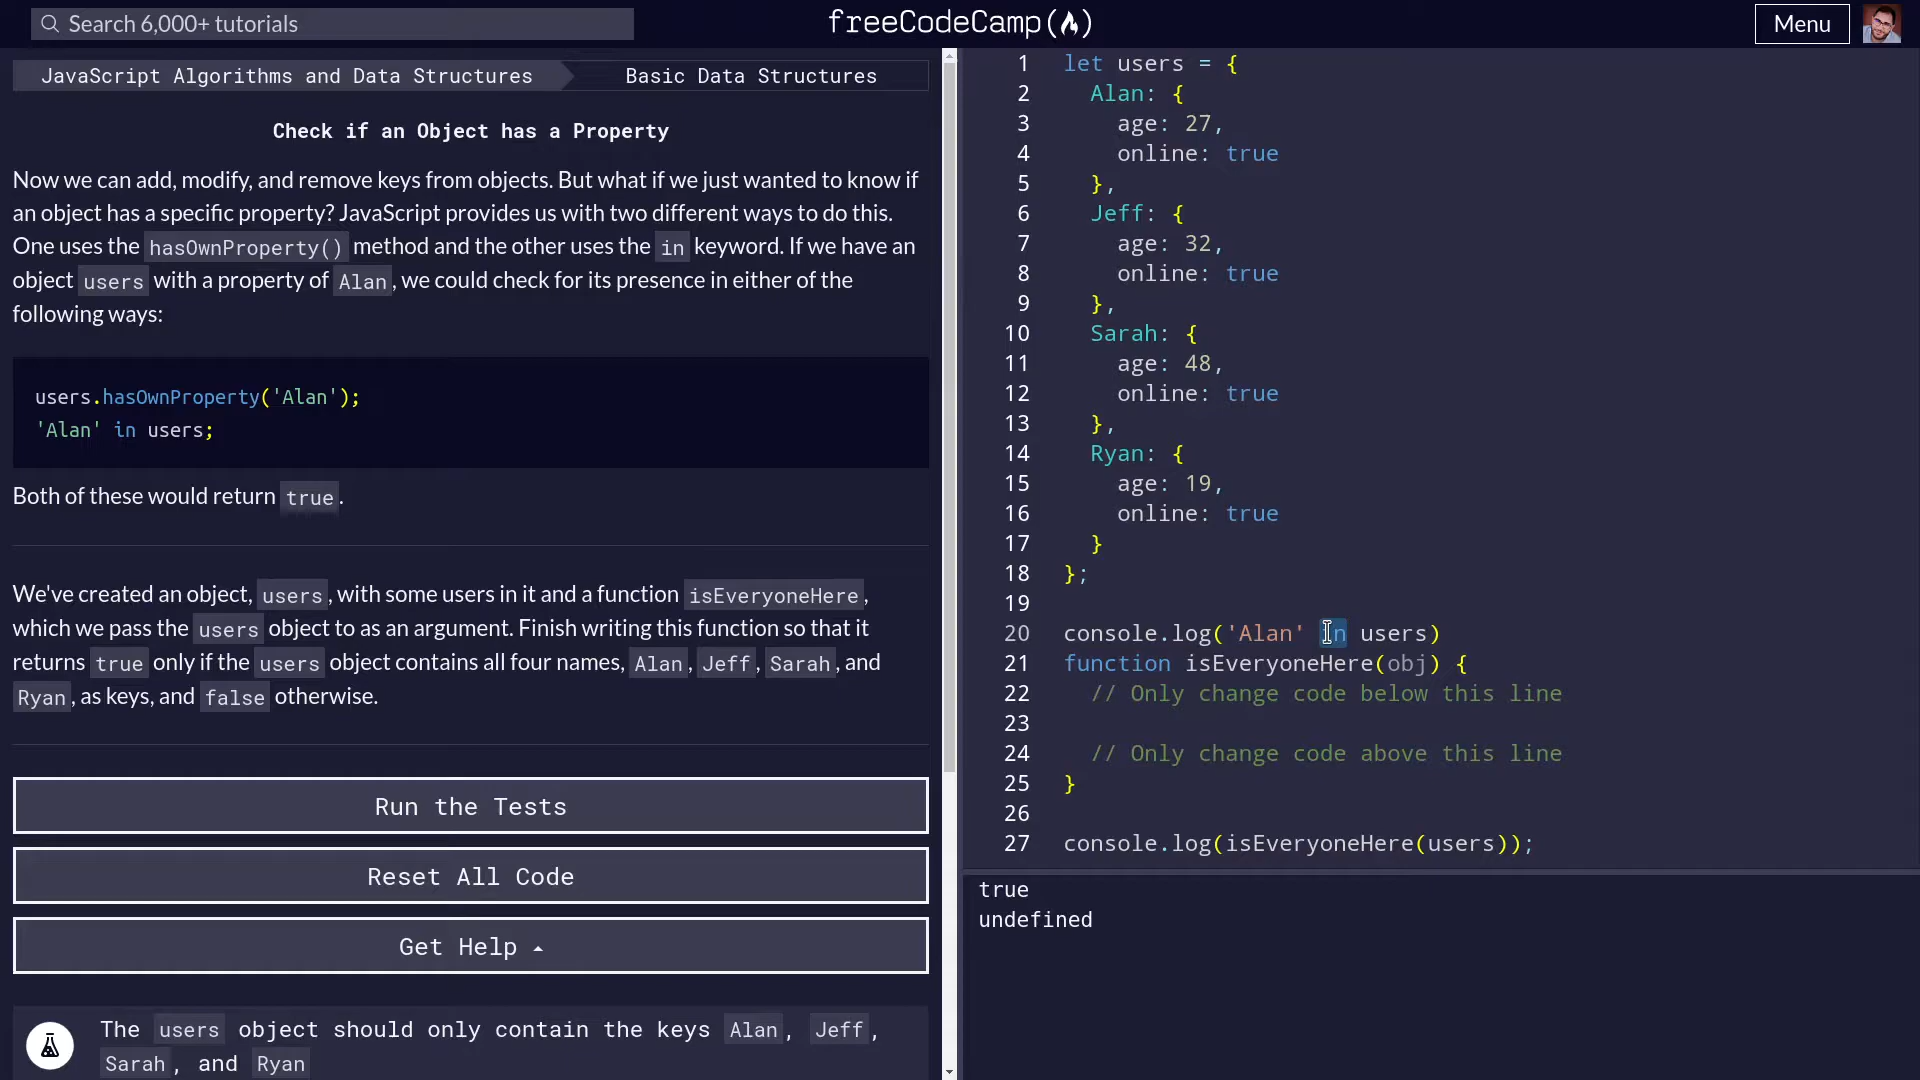 Search 6,000+ tutorials
freeCodeCamp
Menu
JavaScript Algorithms and Data Structures
Basic Data Structures
Check if an Object has a Property
Now we can add, modify, and remove keys from objects. But what if we just wanted to know if
an object has a specific property? JavaScript provides us with two different ways to do this.
One uses the hasOwnProperty() method and the other uses the in keyword. If we have an
object users with a property of Alan, we could check for its presence in either of the
following ways:
users.hasOwnProperty('Alan');
'Alan' in users;
Both of these would return true.
We've created an object, users, with some users in it and a function isEveryoneHere,
which we pass the users object to as an argument. Finish writing this function so that it
returns true only if the users object contains all four names, Alan, Jeff, Sarah, and
Ryan, as keys, and false otherwise.
Run the Tests
Reset All Code
Get Help
The users object should only contain the keys Alan, Jeff,
Sarah, and Ryan
1 let users = {
2 Alan: {
3 age: 27,
4 online: true
5 },
6 Jeff: {
7 age: 32,
8 online: true
9 },
10 Sarah: {
11 age: 48,
12 online: true
13 },
14 Ryan: {
15 age: 19,
16 online: true
17 }
18 };
19
20 console.log('Alan' in users)
21 function isEveryoneHere(obj) {
22 // Only change code below this line
23
24 // Only change code above this line
25 }
26
27 console.log(isEveryoneHere(users));
true
undefined